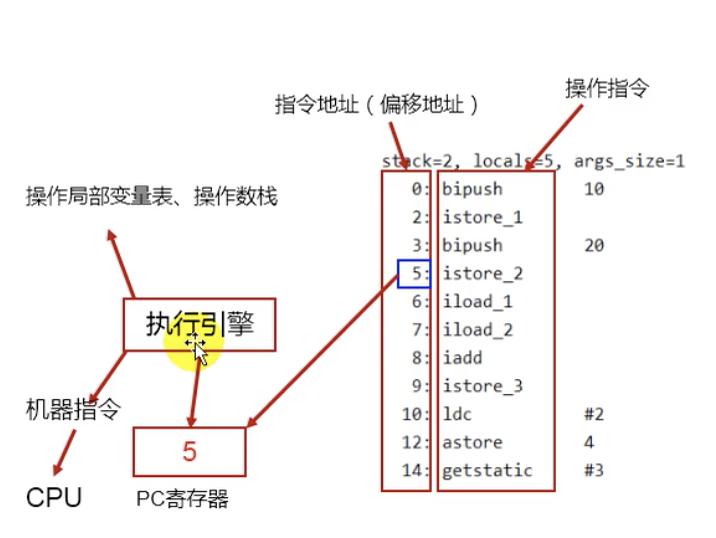 操作指令
指令地址（偏移地址）
stack=2, locals=5, args_size=1
操作局部变量表、操作数栈
0: bipush 10
2: istore_1
3: bipush 20
5: istore_2
6: iload_1
7: iload_2
8: iadd
9: istore_3
10: ldc #2
12: astore 4
14: getstatic #3
执行引擎
机器指令
5
CPU
PC寄存器